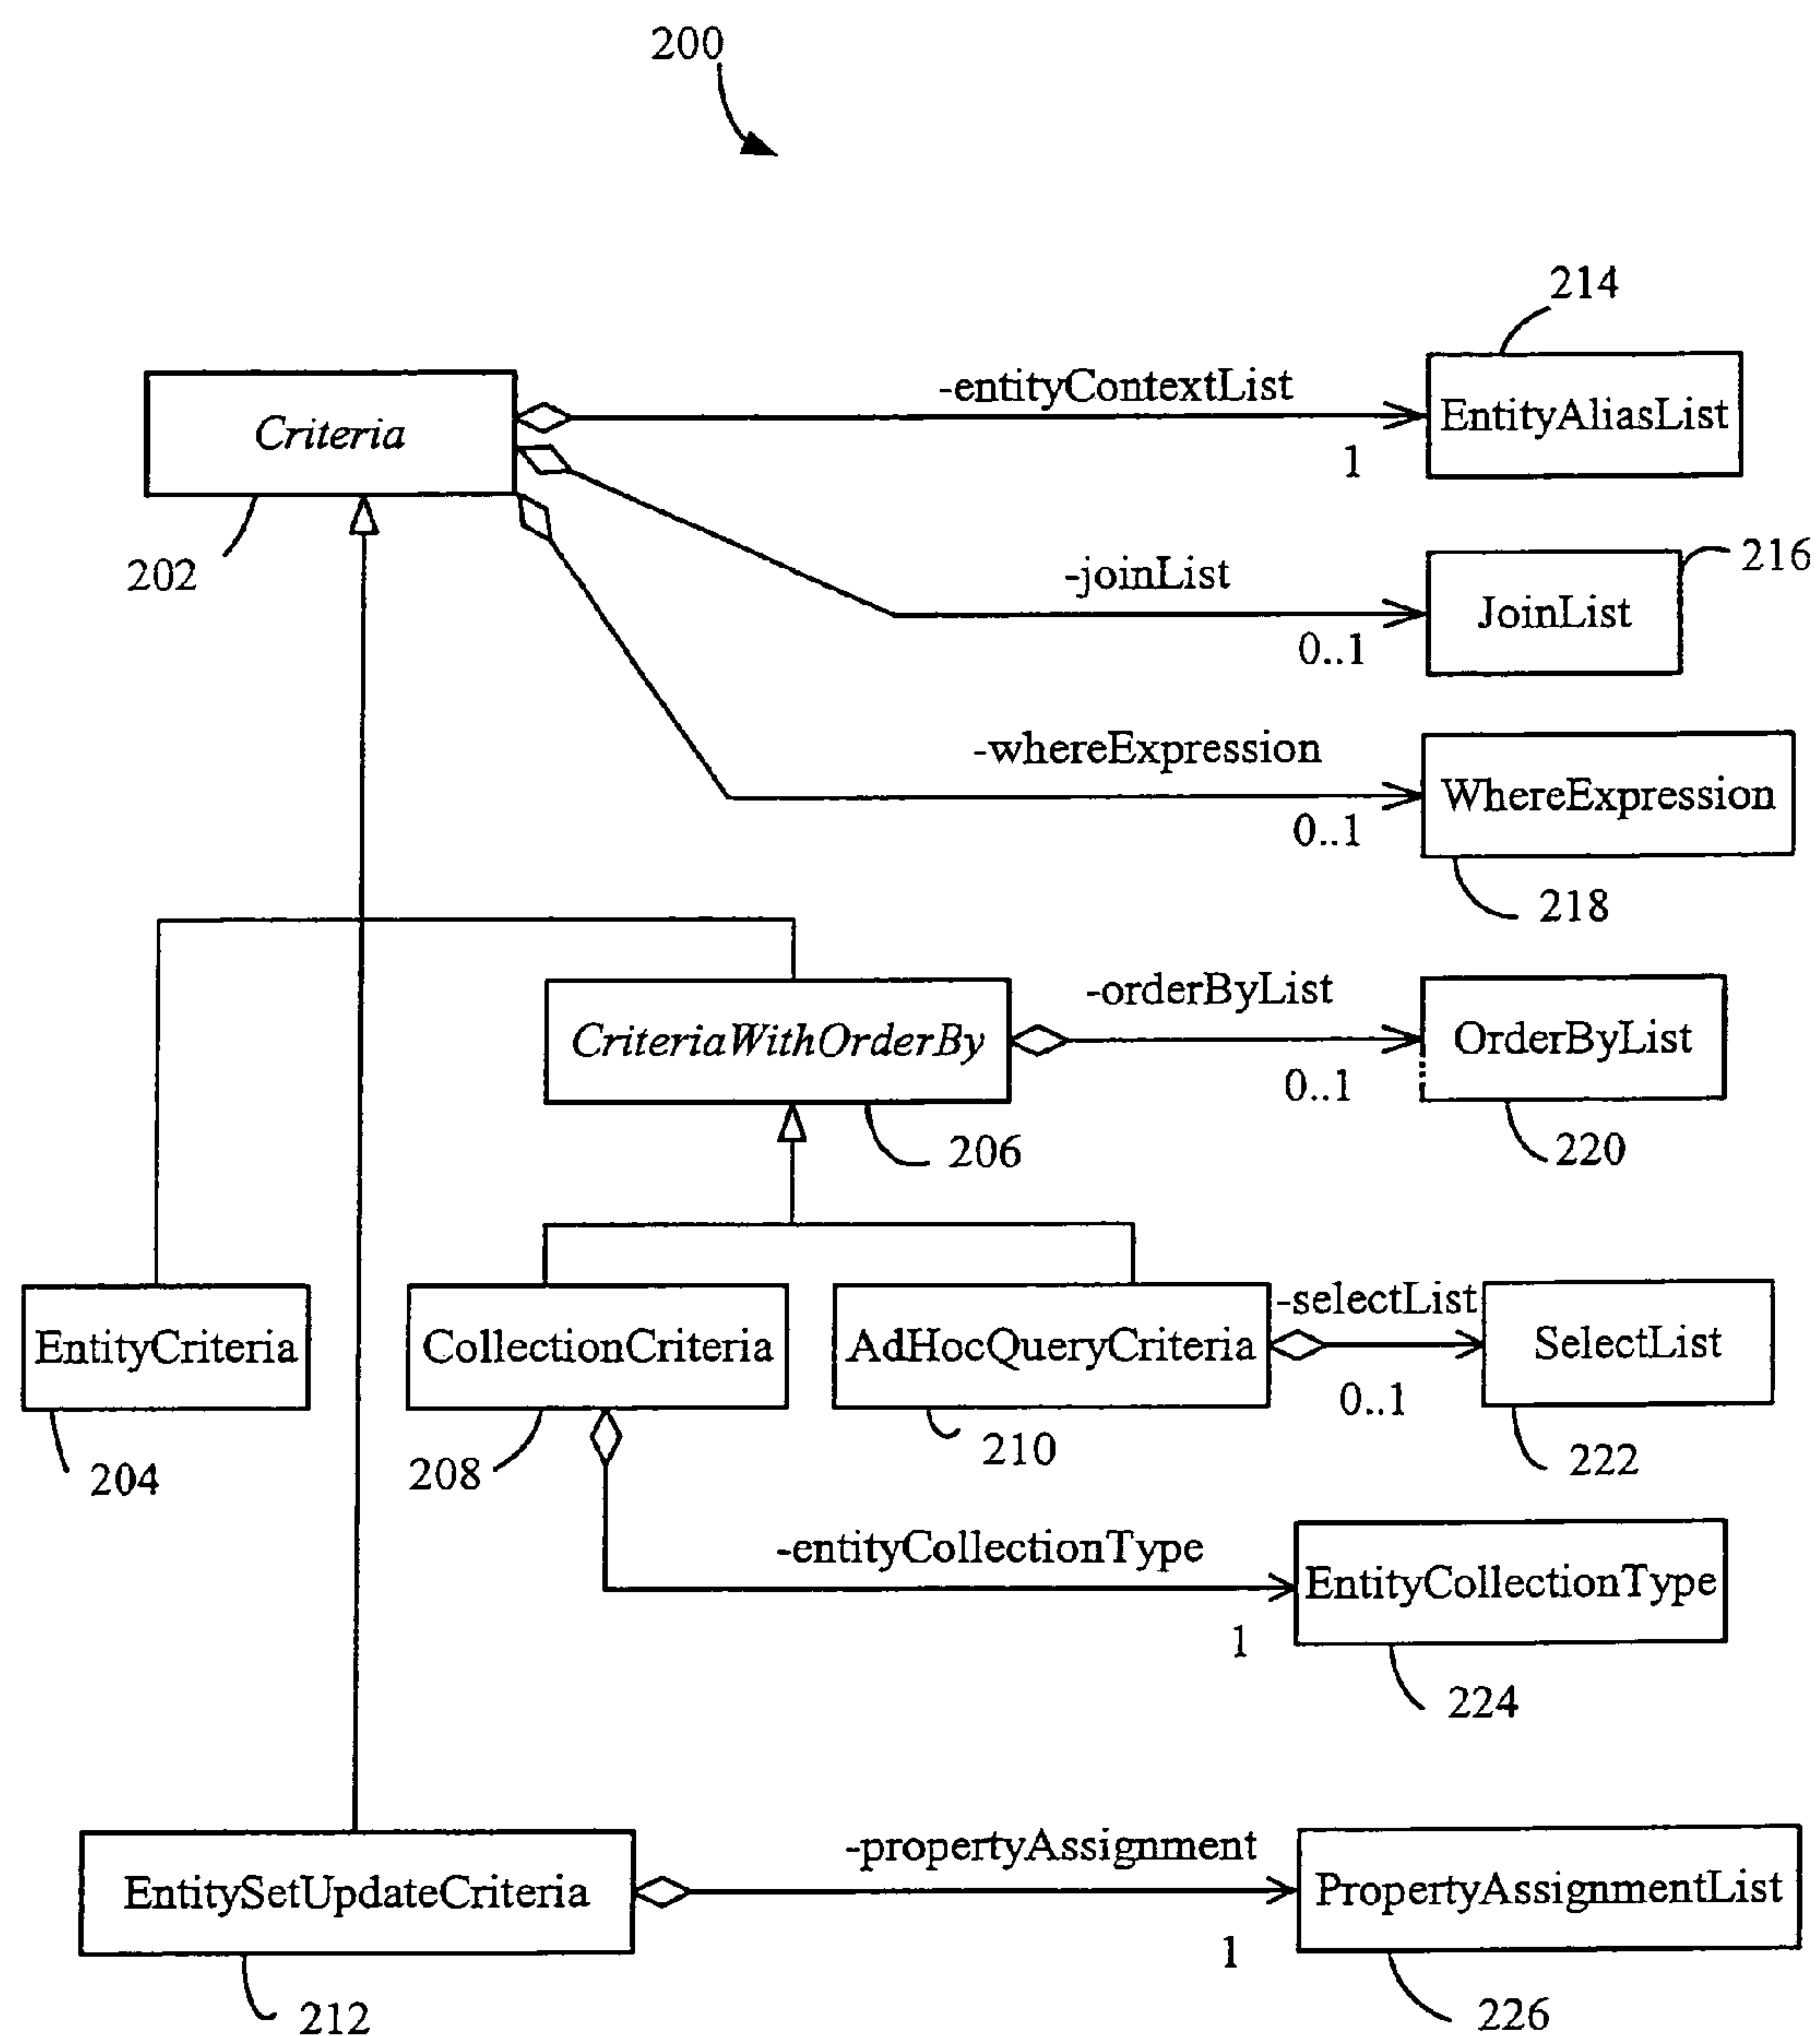 200
214
-entityContextList
EntityAliasList
Criteria
1
202
-joinList
216
JoinList
0..1
-whereExpression
WhereExpression
0..1
218
-orderByList
OrderByList
CriteriaWithOrderBy
0..1
206
220
-selectList
EntityCriteria
CollectionCriteria
AdHocQueryCriteria
SelectList
0..1
204
208
210
222
-entityCollectionType
EntityCollectionType
1
224
-propertyAssignment
EntitySetUpdateCriteria
PropertyAssignmentList
1
212
226